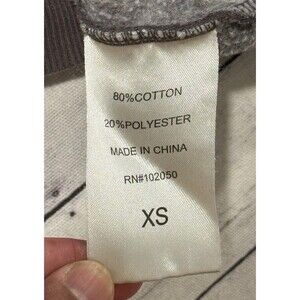 80%COTTON
20%POLYESTER
MADE IN CHINA
RN#102050
XS